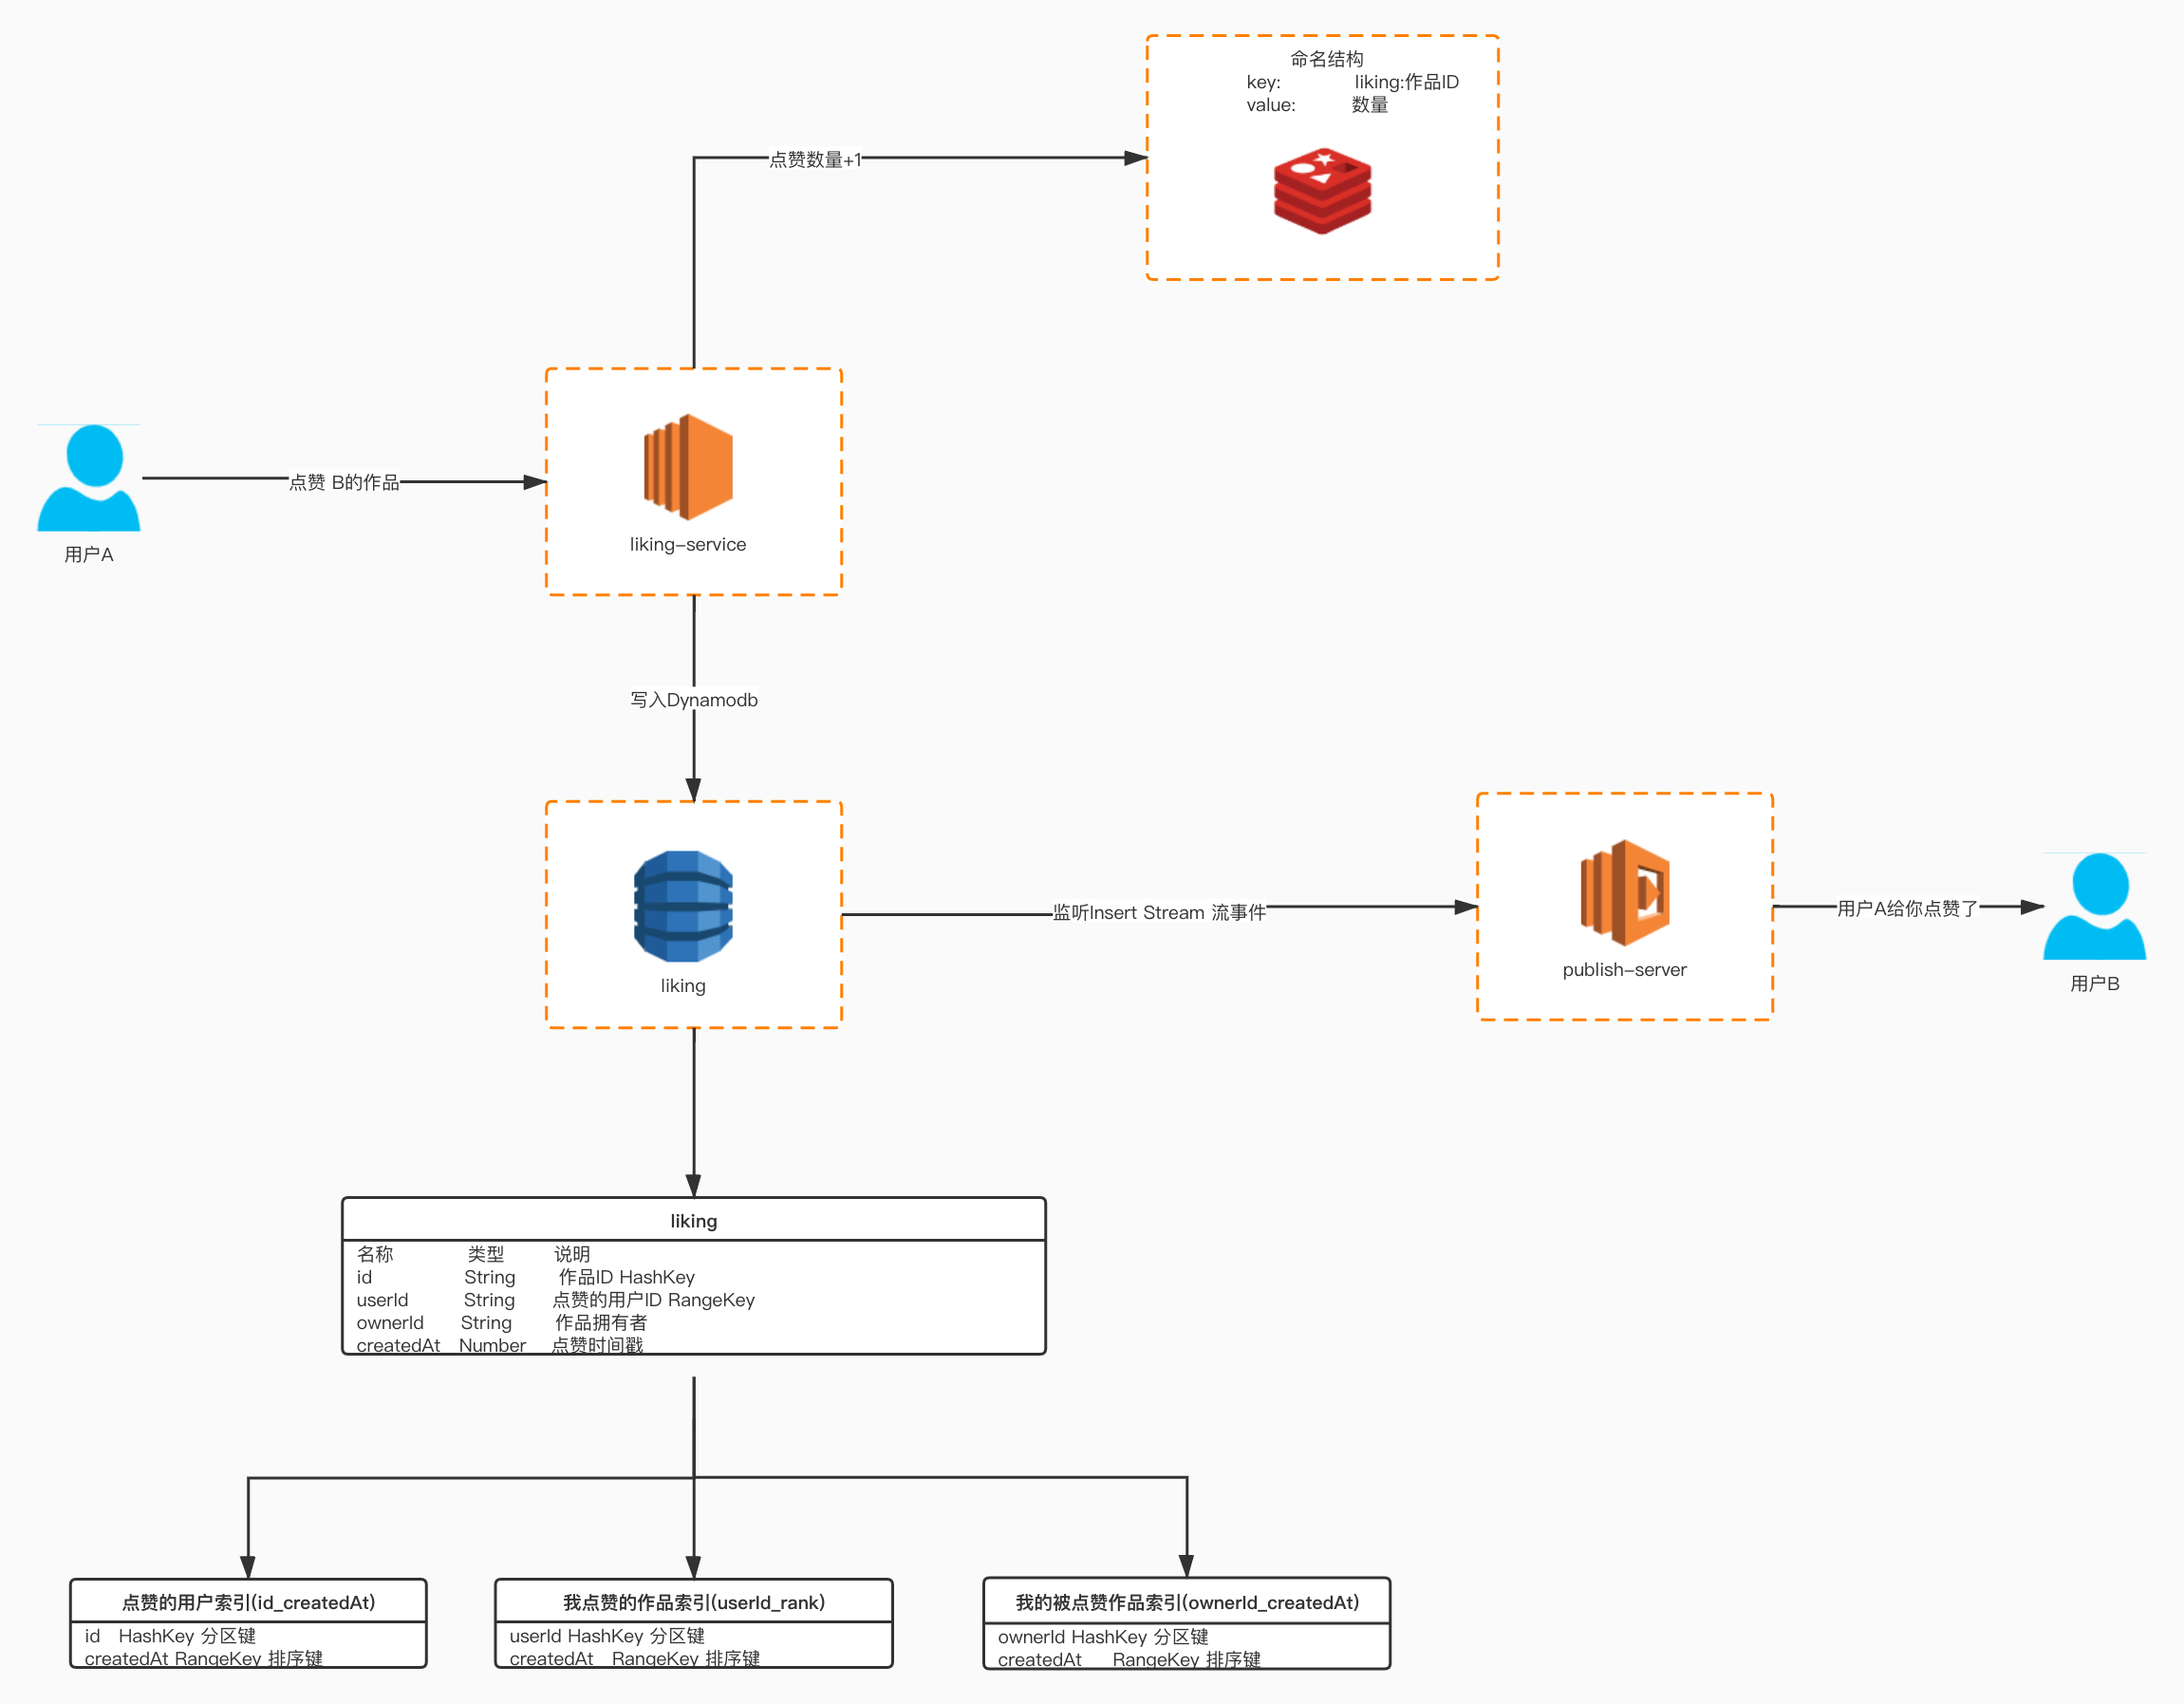 命名结构
key: liking:作品ID
value: 数量
点赞数量+1
点赞 B的作品
liking-service
用户A
写入Dynamodb
监听Insert Stream 流事件
用户A给你点赞了
liking
publish-server
用户B
liking
名称 类型 说明
id String 作品ID HashKey
userId String 点赞的用户ID RangeKey
ownerId String 作品拥有者
createdAt Number 点赞时间戳
点赞的用户索引(id_createdAt)
id HashKey 分区键
createdAt RangeKey 排序键
我点赞的作品索引(userId_rank)
userId HashKey 分区键
createdAt RangeKey 排序键
我的被点赞作品索引(ownerId_createdAt)
ownerId HashKey 分区键
createdAt RangeKey 排序键